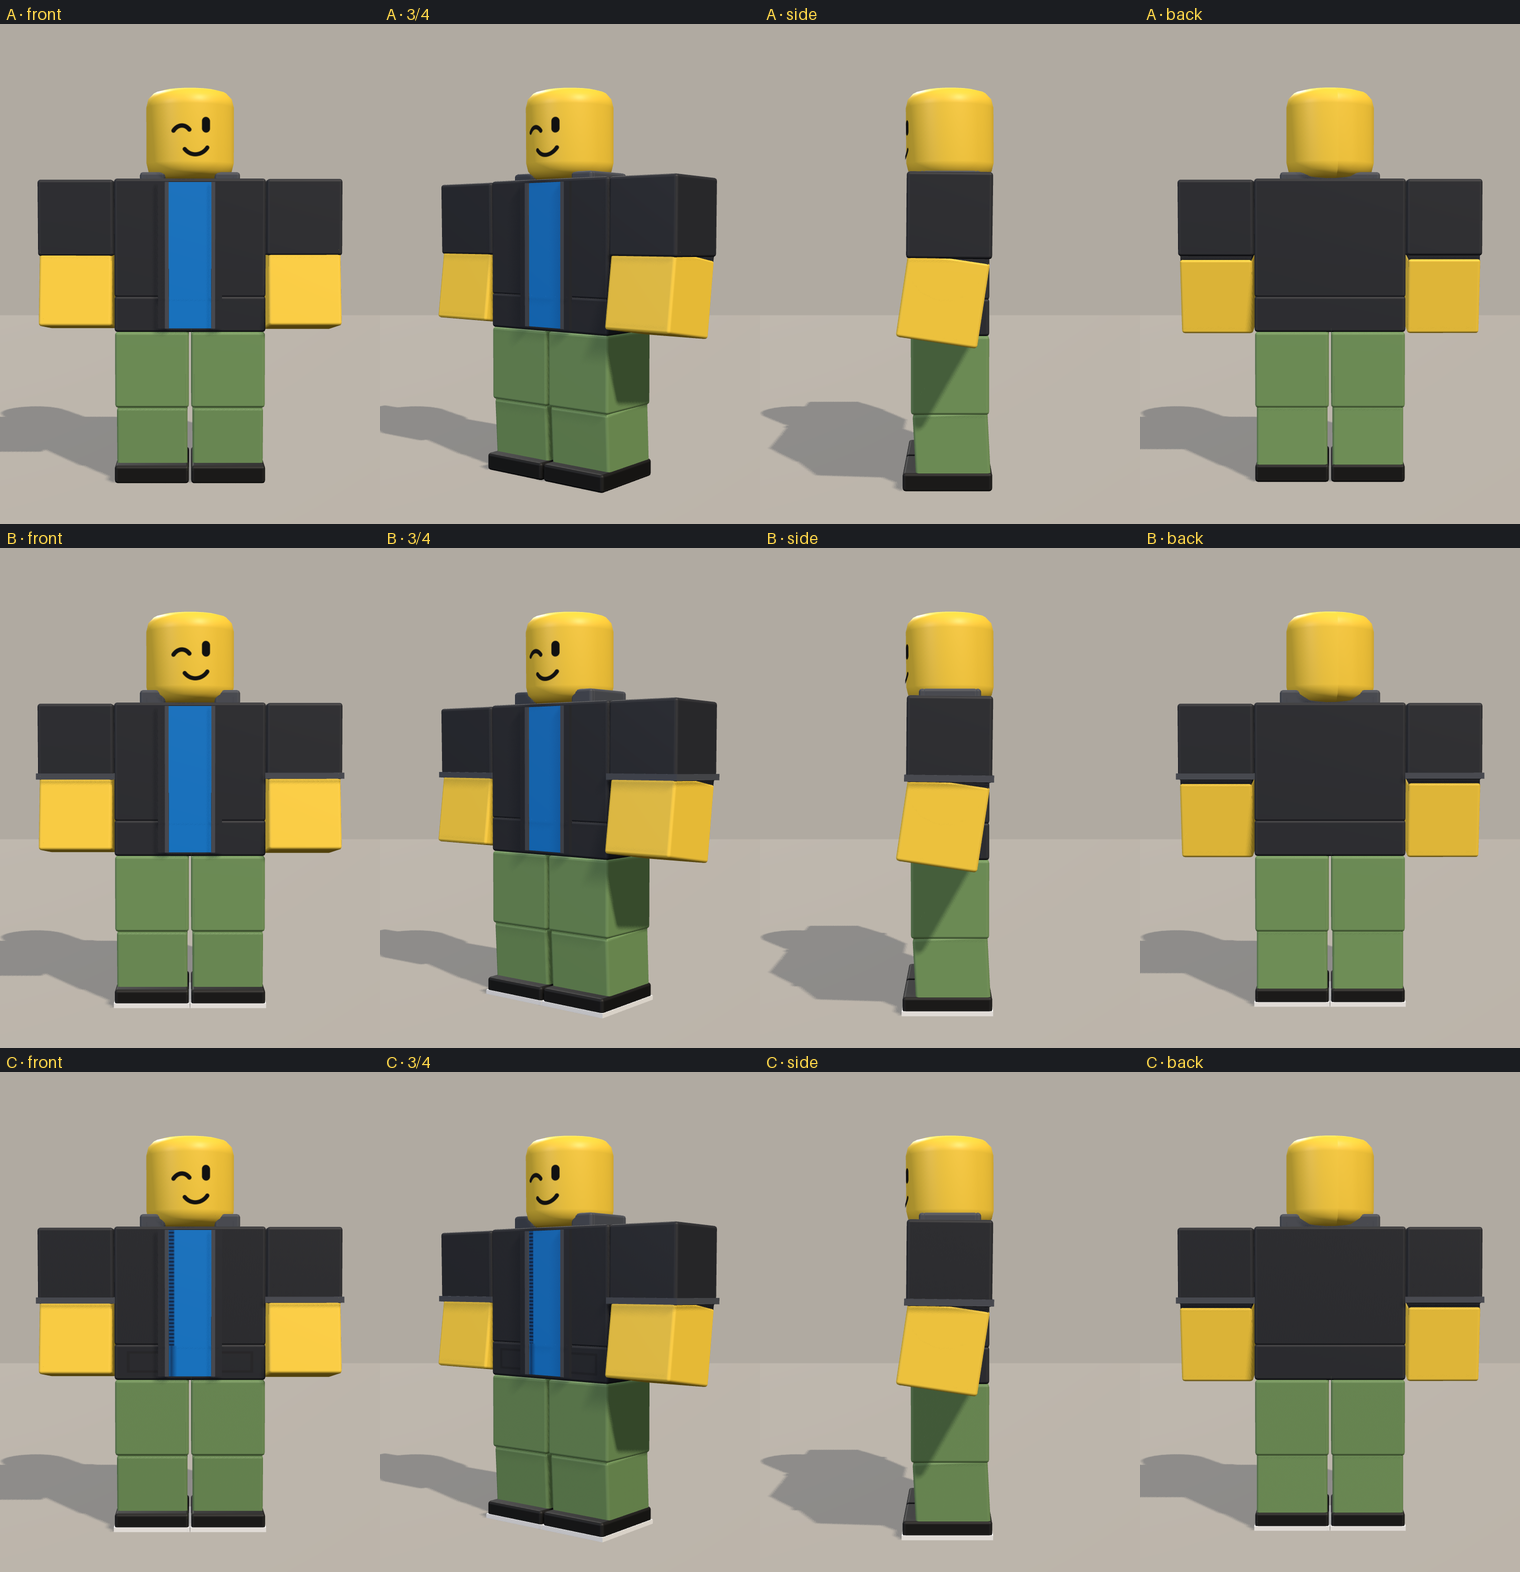 A · front
A · 3/4
A · side
A · back
B · front
B · 3/4
B · side
B · back
C · front
C · 3/4
C · side
C · back